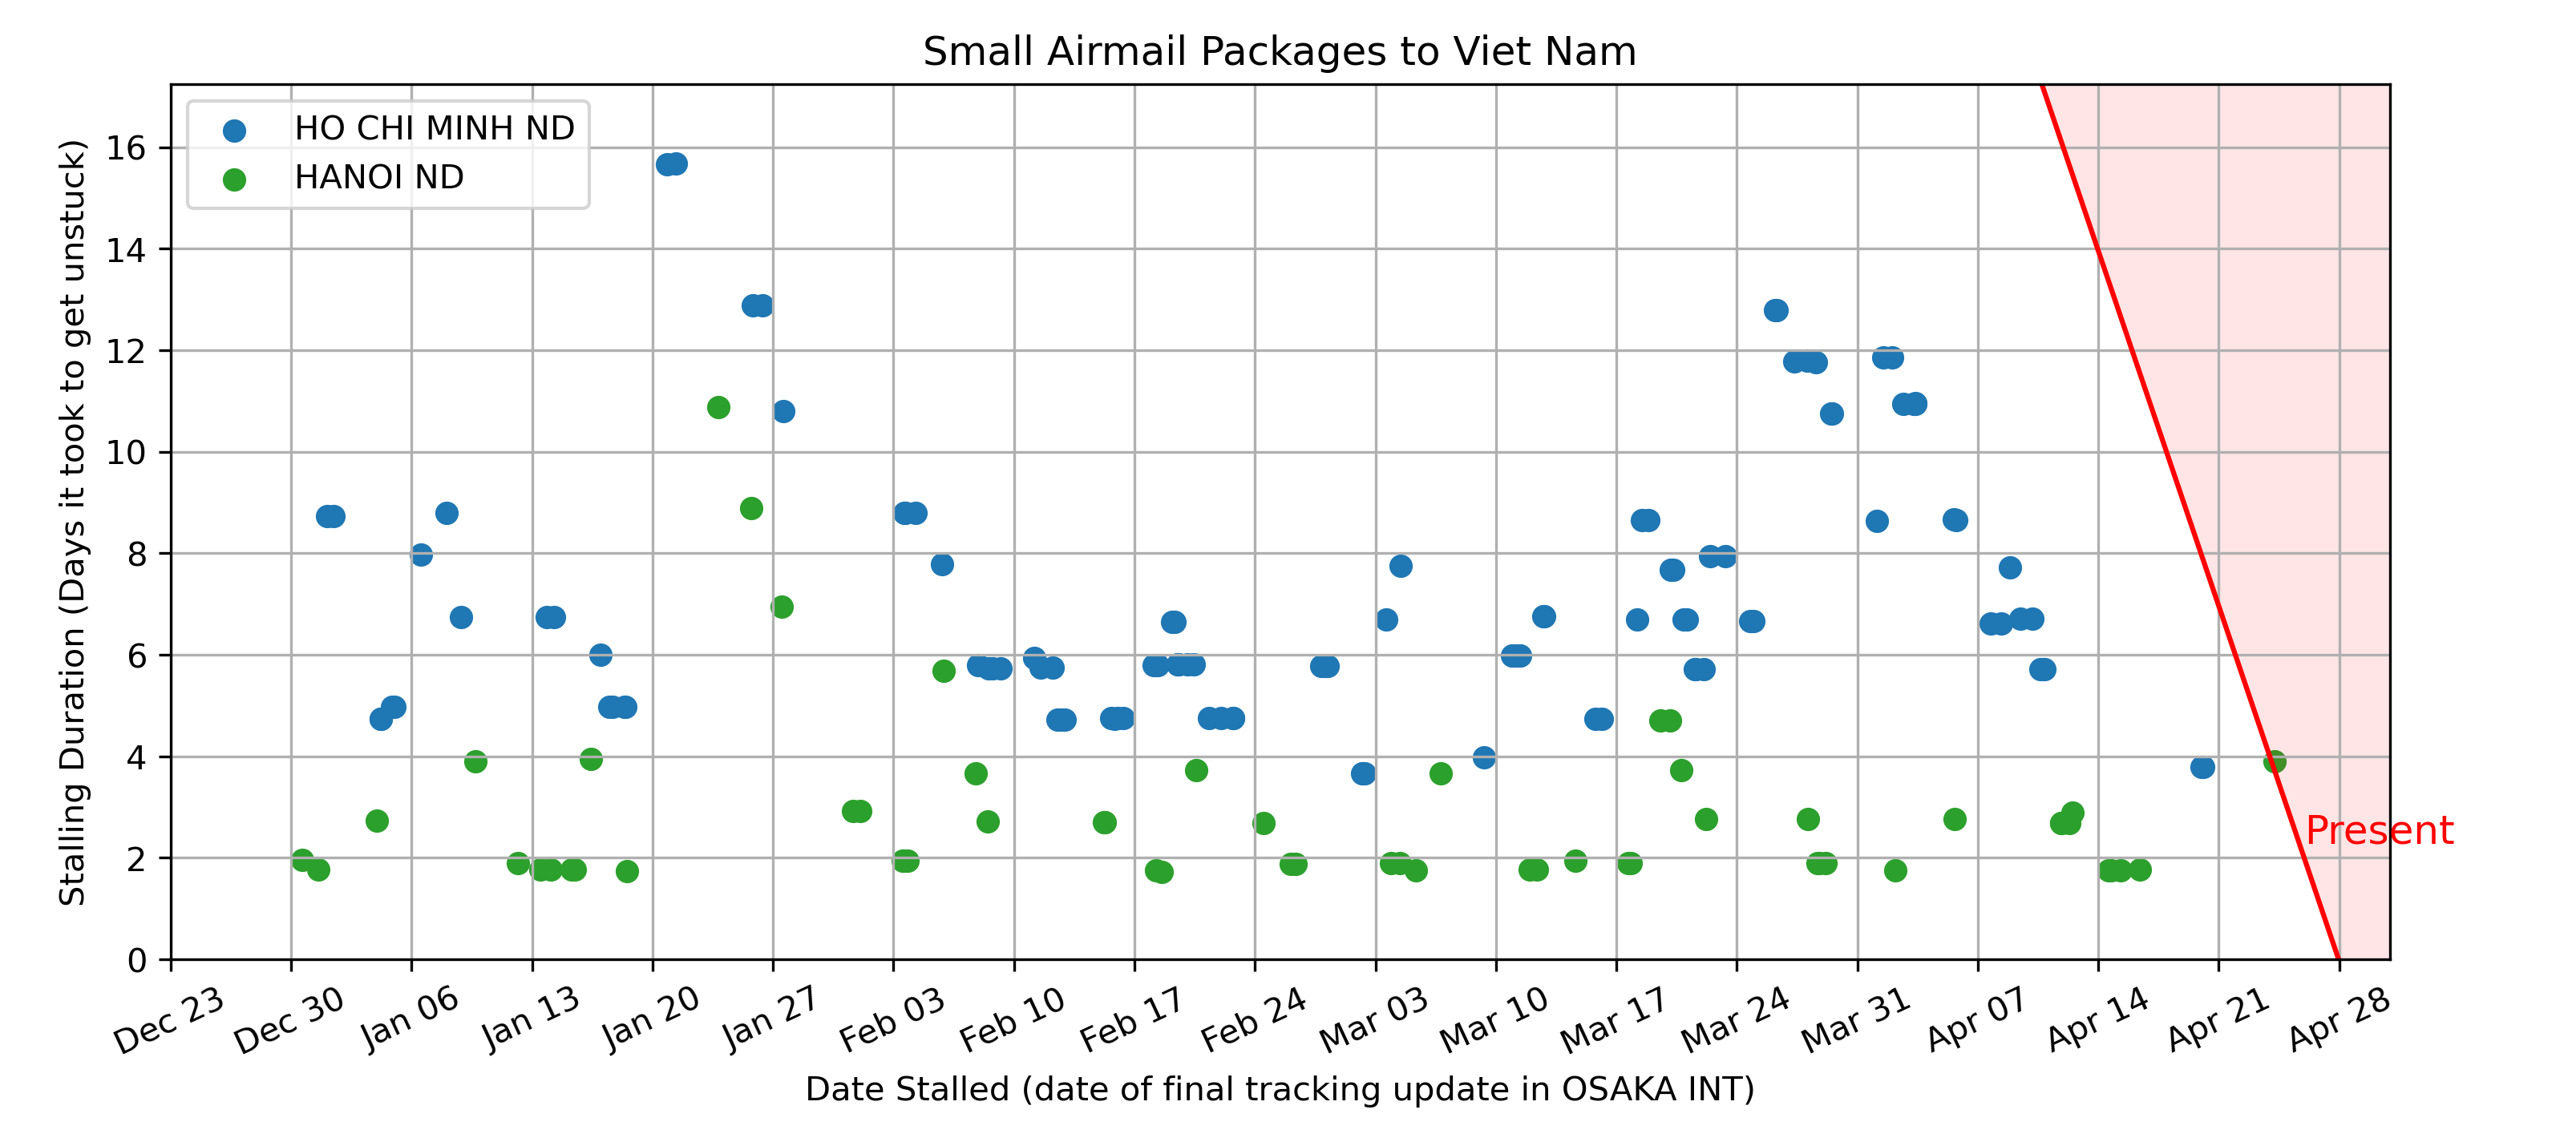 Small Airmail Packages to Viet Nam
HO CHI MINH ND
HANOI ND
Stalling Duration (Days it took to get unstuck)
16
14
12
10
8
6
4
2
0
Present
Dec 23
Dec 30
Jan 06
Jan 13
Jan 20
Jan 27
Feb 03
Feb 10
Feb 17
Feb 24
Mar 03
Mar 10
Mar 17
Mar 24
Mar 31
Apr 07
Apr 14
Apr 21
Apr 28
Date Stalled (date of final tracking update in OSAKA INT)